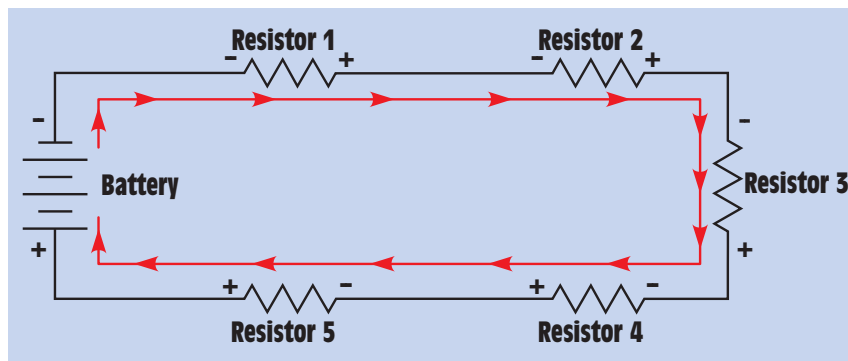 Resistor 1 Resistor 2
- + - +
- -
Battery Resistor 3
+ +
+ - + -
Resistor 5 Resistor 4